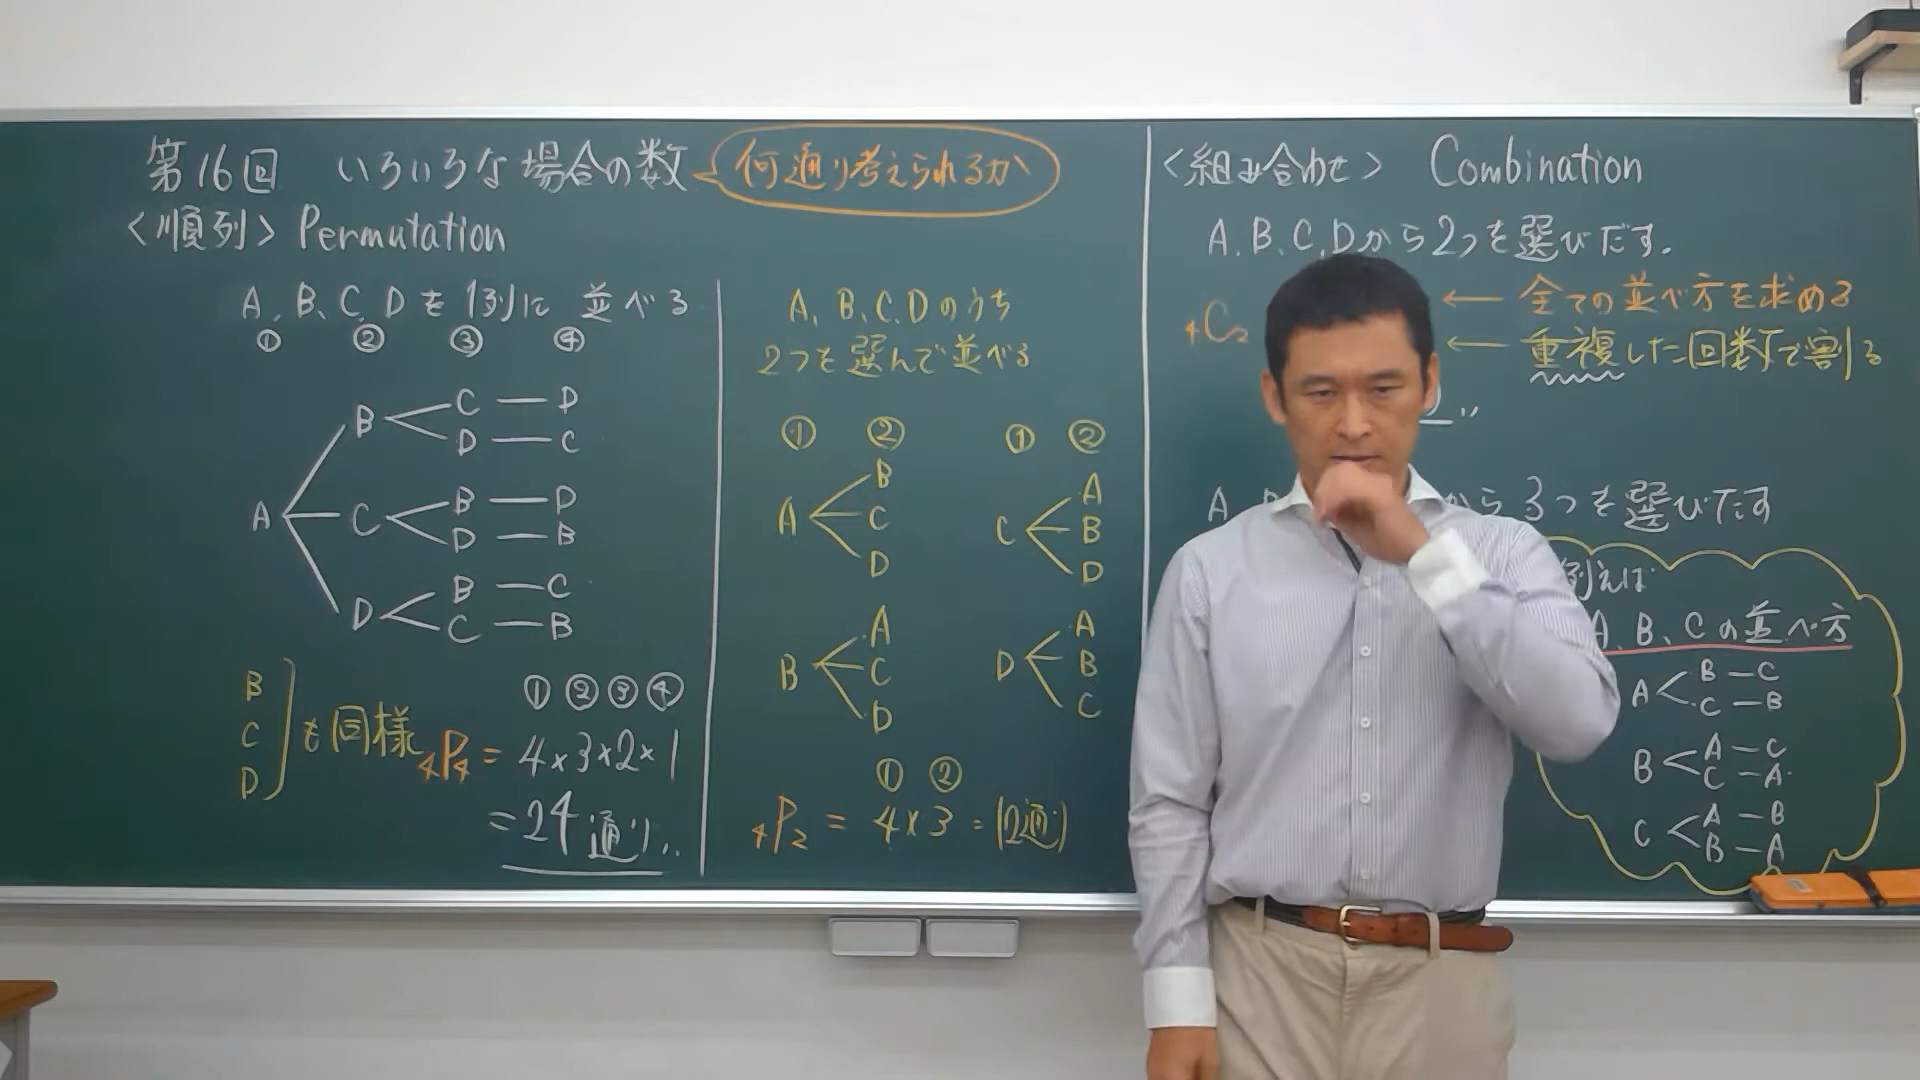 第16回 いろいろな場合の数
何通り考えられるか
<順列> Permutation
A、B、C、Dを1列に並べる
① ② ③ ④
A
B C — D
D — C
C B — D
D — B
D B — C
C — B
B
C
D
も同様
① ② ③ ④
₄P₄ = 4×3×2×1
=24通り〃
A、B、C、Dのうち
2つを選んで並べる
① ②
A B
C
D
B A
C
D
① ②
C A
B
D
D A
B
C
① ②
₄P₂ = 4×3 = 12通り
<組み合わせ> Combination
A、B、C、Dから2つを選びだす。
₄C₂
← 全ての並べ方を求める
← 重複した回数で割る
A
から3つを選びだす
例えば
A、B、Cの並べ方
A B — C
C — B
B A — C
C — A
C A — B
B — A